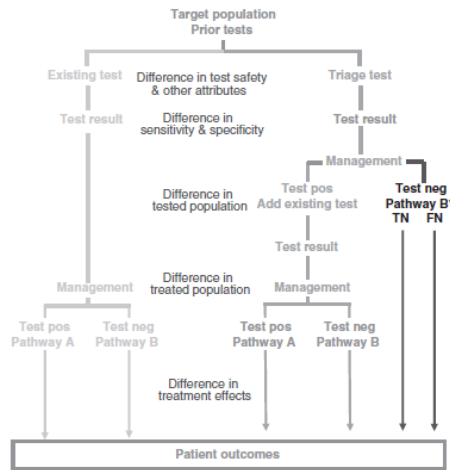 Target population
Prior tests
Existing test
Difference in test safety
& other attributes
Triage test
Test result
Difference in
sensitivity & specificity
Test result
Management
Difference in
tested population
Test pos
Add existing test
Test neg
Pathway B'
TN FN
Test result
Management
Difference in
treated population
Management
Test pos
Pathway A
Test neg
Pathway B
Test pos
Pathway A
Test neg
Pathway B
Difference in
treatment effects
Patient outcomes